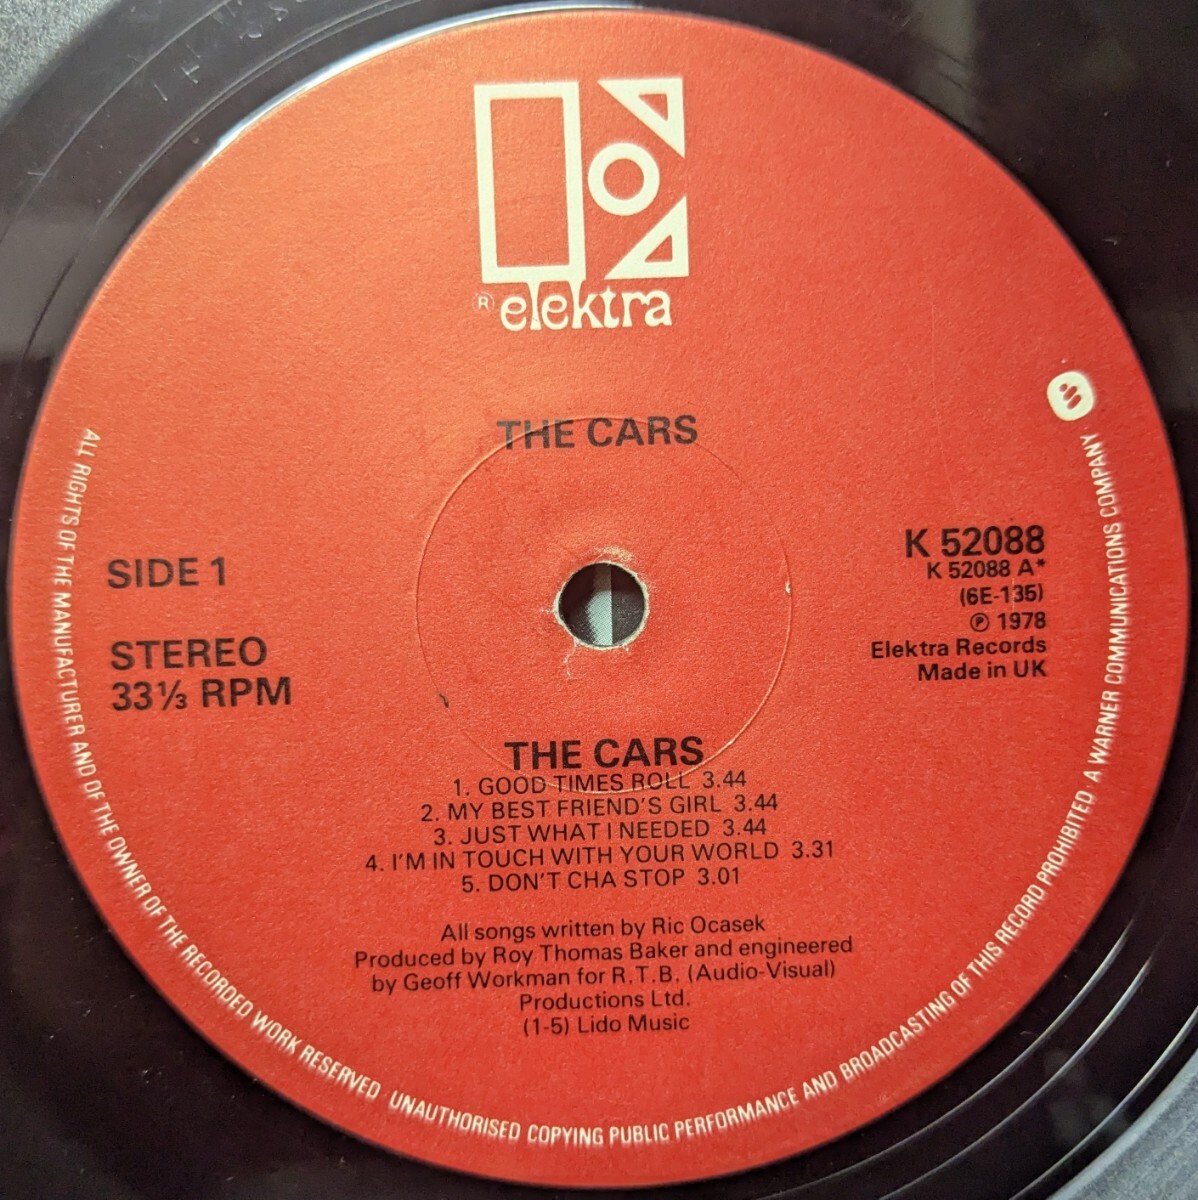 ® elektra
THE CARS
SIDE 1
STEREO
33⅓ RPM
K 52088
K 52088 A*
(6E-135)
℗ 1978
Elektra Records
Made in UK
THE CARS
1. GOOD TIMES ROLL 3.44
2. MY BEST FRIEND'S GIRL 3.44
3. JUST WHAT I NEEDED 3.44
4. I'M IN TOUCH WITH YOUR WORLD 3.31
5. DON'T CHA STOP 3.01
All songs written by Ric Ocasek
Produced by Roy Thomas Baker and engineered
by Geoff Workman for R.T.B. (Audio-Visual)
Productions Ltd.
(1-5) Lido Music
ALL RIGHTS OF THE MANUFACTURER AND OF THE OWNER OF THE RECORDED WORK RESERVED UNAUTHORISED COPYING PUBLIC PERFORMANCE AND BROADCASTING OF THIS RECORD PROHIBITED A WARNER COMMUNICATIONS COMPANY